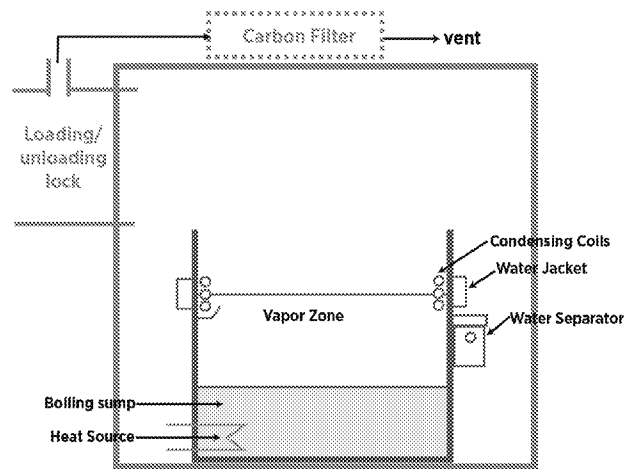 Carbon Filter
vent
Loading/
unloading
lock
Condensing Coils
Water Jacket
Vapor Zone
Water Separator
Boiling sump
Heat Source